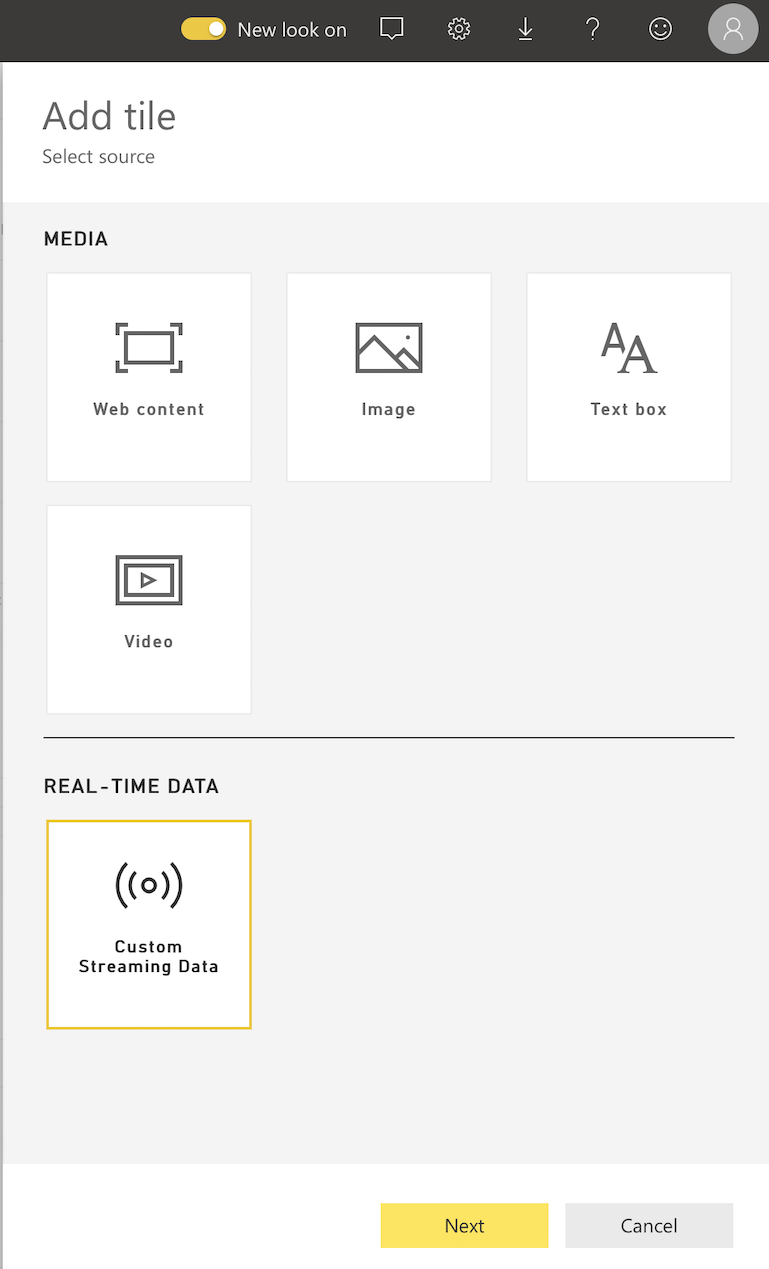 New look on
Add tile
Select source
MEDIA
Web content
Image
Text box
Video
REAL-TIME DATA
Custom
Streaming Data
Next
Cancel